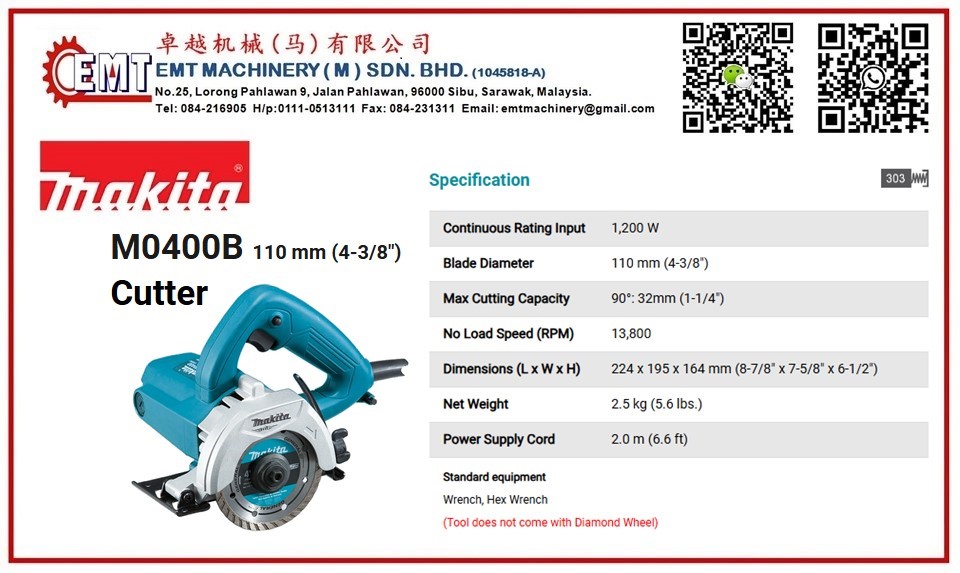 卓越机械(马)有限公司
EMT
EMT MACHINERY ( M ) SDN. BHD. (1045818-A)
No.25, Lorong Pahlawan 9, Jalan Pahlawan, 96000 Sibu, Sarawak, Malaysia.
Tel: 084-216905 H/p:0111-0513111 Fax: 084-231311 Email: emtmachinery@gmail.com
makita ®
M0400B 110 mm (4-3/8")
Cutter
Makita
Makita
Specification
303
Continuous Rating Input 1,200 W
Blade Diameter 110 mm (4-3/8")
Max Cutting Capacity 90°: 32mm (1-1/4")
No Load Speed (RPM) 13,800
Dimensions (L x W x H) 224 x 195 x 164 mm (8-7/8" x 7-5/8" x 6-1/2")
Net Weight 2.5 kg (5.6 lbs.)
Power Supply Cord 2.0 m (6.6 ft)
Standard equipment
Wrench, Hex Wrench
(Tool does not come with Diamond Wheel)